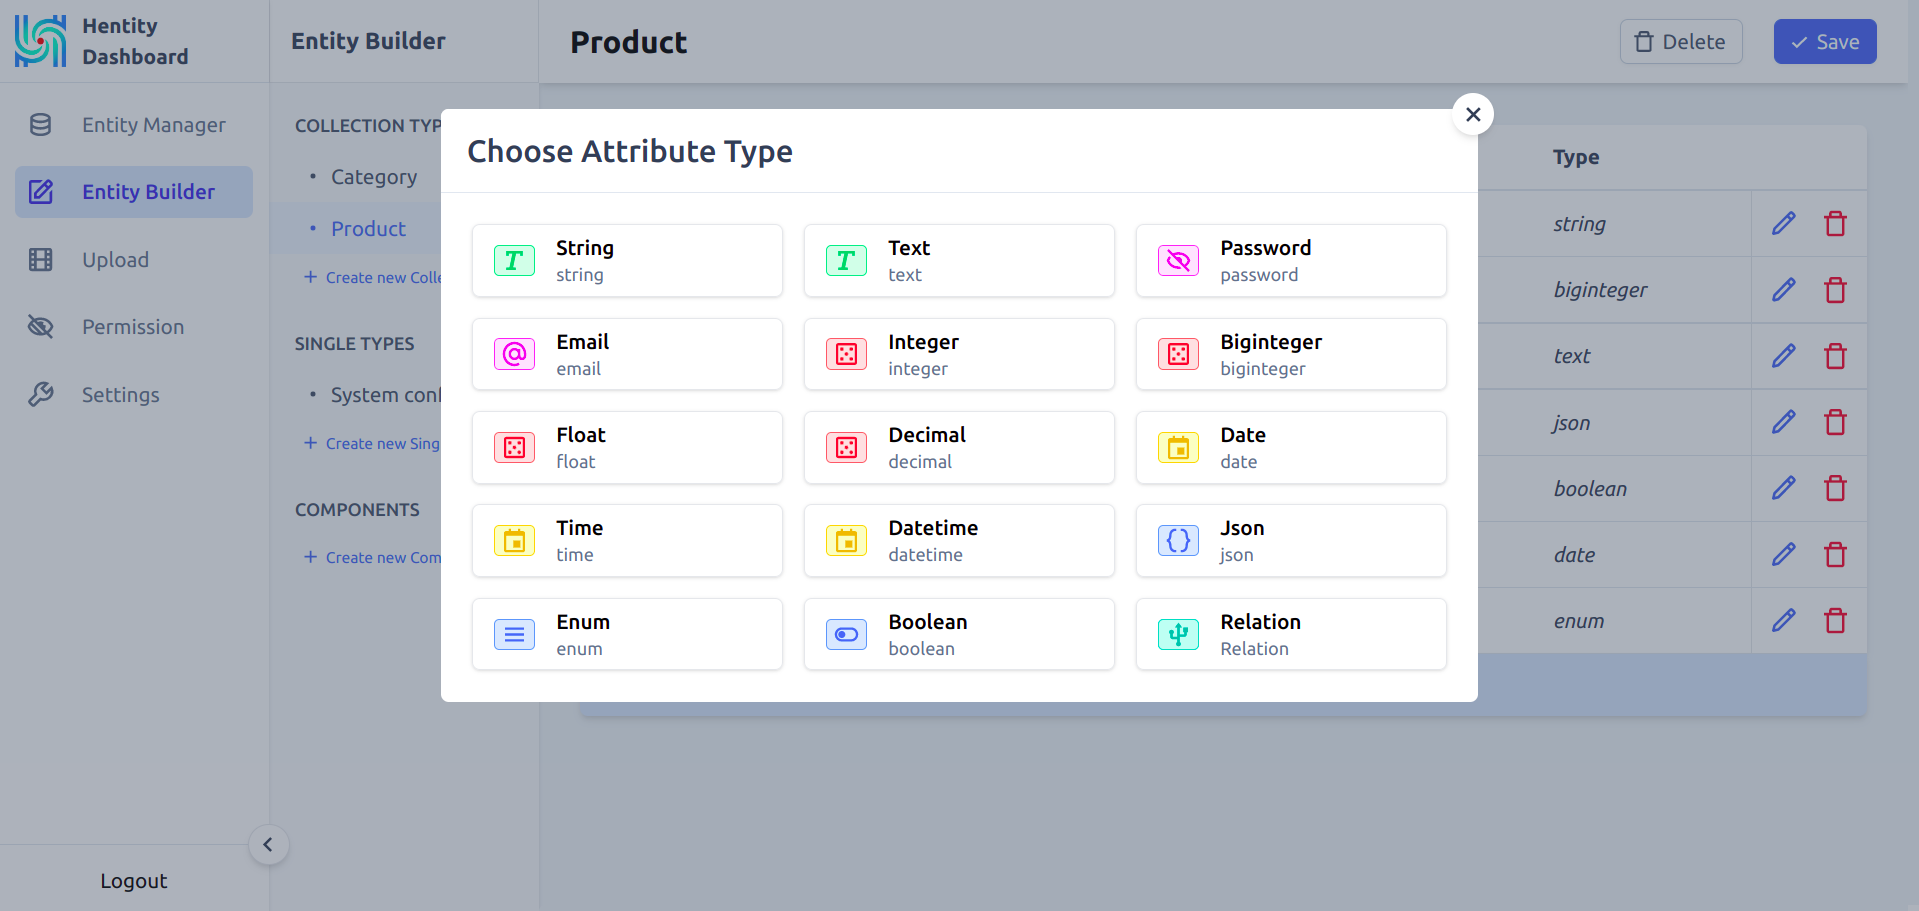 Hentity
Dashboard
Entity Builder
Product
Delete
Save
Entity Manager
Entity Builder
Upload
Permission
Settings
Logout
COLLECTION TYP
Category
Product
Create new Colle
SINGLE TYPES
System conf
Create new Sing
COMPONENTS
Create new Com
Choose Attribute Type
String
string
Text
text
Password
password
Email
email
Integer
integer
Biginteger
biginteger
Float
float
Decimal
decimal
Date
date
Time
time
Datetime
datetime
Json
json
Enum
enum
Boolean
boolean
Relation
Relation
Type
string
biginteger
text
json
boolean
date
enum